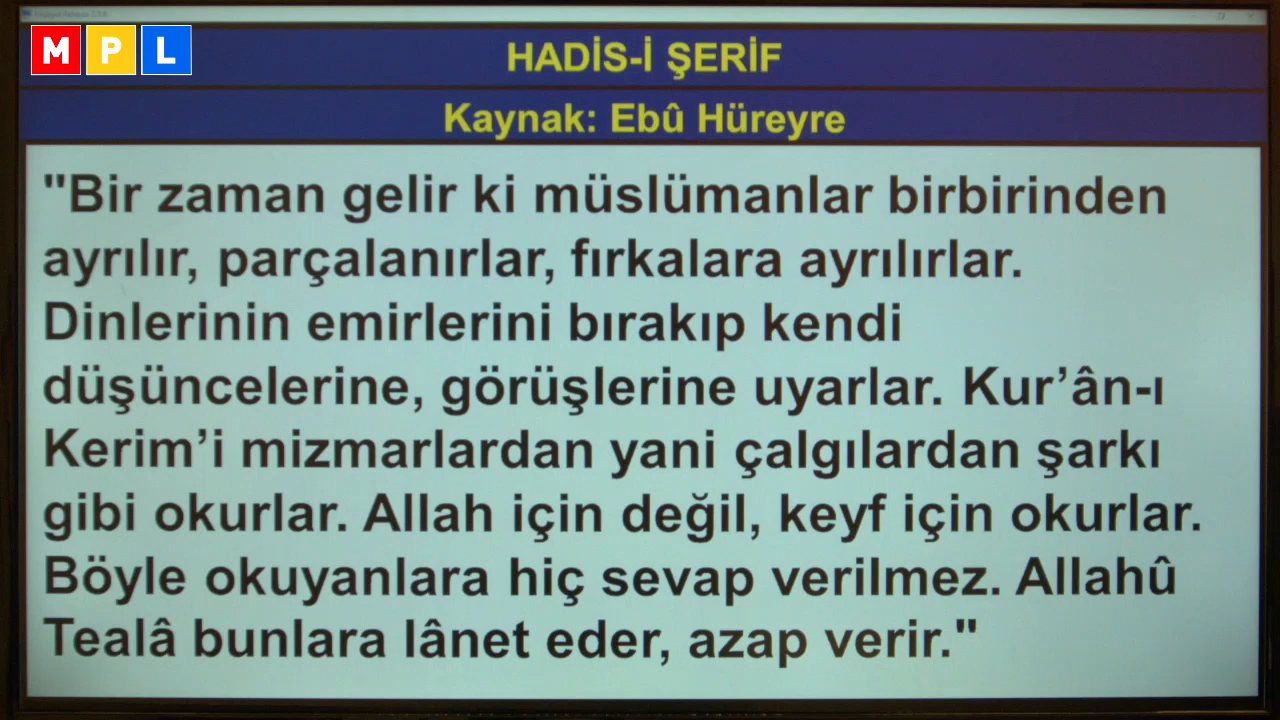 MPL
HADİS-İ ŞERİF
Kaynak: Ebû Hüreyre
"Bir zaman gelir ki müslümanlar birbirinden
ayrılır, parçalanırlar, fırkalara ayrılırlar.
Dinlerinin emirlerini bırakıp kendi
düşüncelerine, görüşlerine uyarlar. Kur’ân-ı
Kerim’i mizmarlardan yani çalgılardan şarkı
gibi okurlar. Allah için değil, keyf için okurlar.
Böyle okuyanlara hiç sevap verilmez. Allahû
Tealâ bunlara lânet eder, azap verir."